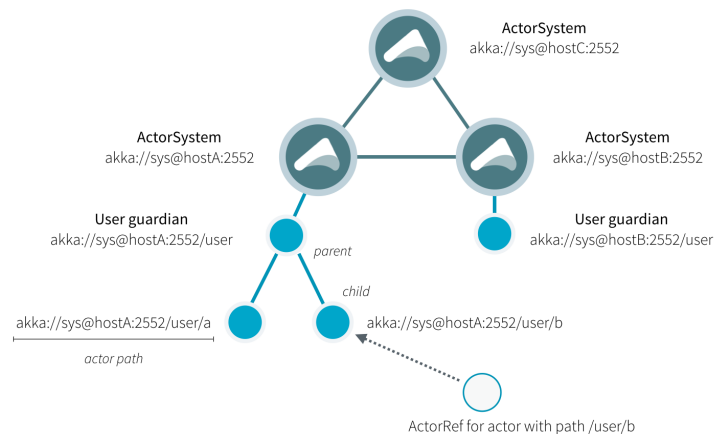 ActorSystem
akka://sys@hostC:2552
ActorSystem
akka://sys@hostA:2552
ActorSystem
akka://sys@hostB:2552
User guardian
akka://sys@hostA:2552/user
User guardian
akka://sys@hostB:2552/user
parent
child
akka://sys@hostA:2552/user/a
akka://sys@hostA:2552/user/b
actor path
ActorRef for actor with path /user/b